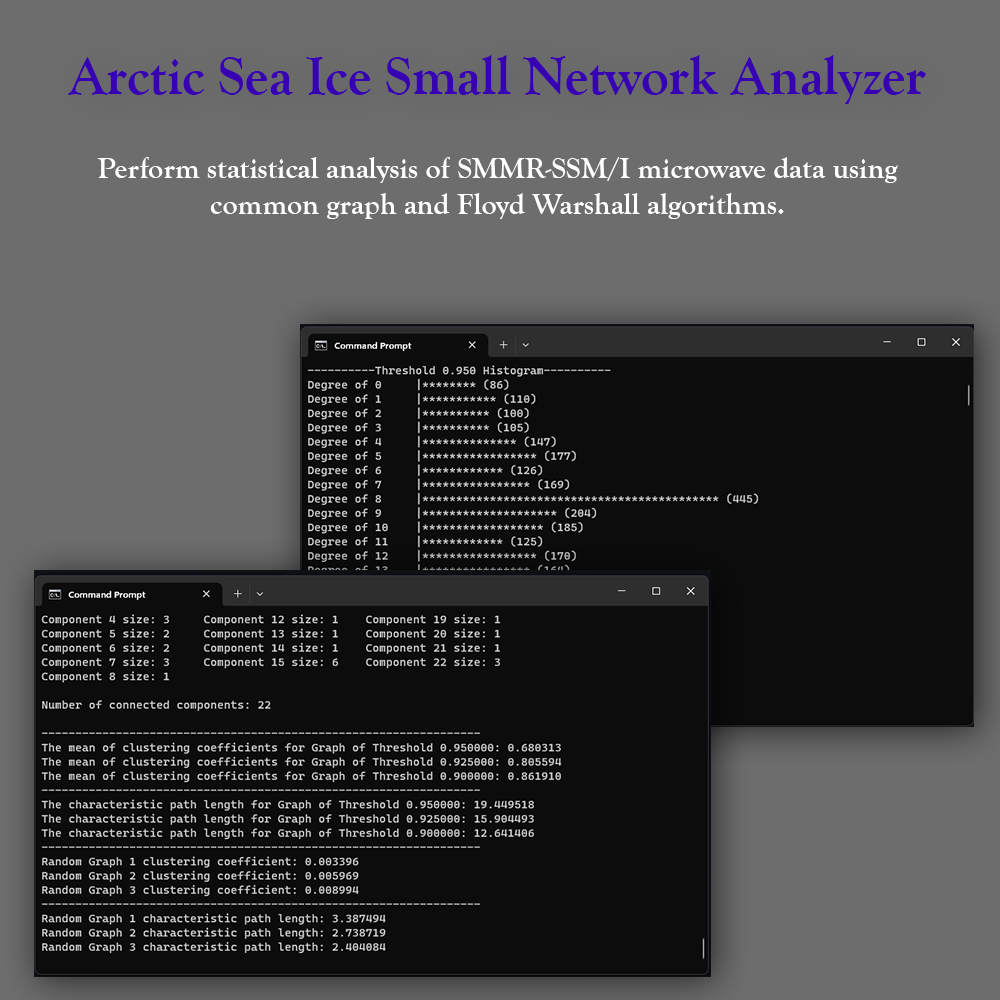 Arctic Sea Ice Small Network Analyzer
Perform statistical analysis of SMMR-SSM/I microwave data using
common graph and Floyd Warshall algorithms.
Command Prompt
----------Threshold 0.950 Histogram----------
Degree of 0 |******** (86)
Degree of 1 |*********** (110)
Degree of 2 |********** (100)
Degree of 3 |********** (105)
Degree of 4 |************** (147)
Degree of 5 |***************** (177)
Degree of 6 |************ (126)
Degree of 7 |**************** (169)
Degree of 8 |******************************************** (445)
Degree of 9 |******************** (204)
Degree of 10 |****************** (185)
Degree of 11 |************ (125)
Degree of 12 |***************** (170)
Degree of 13 |**************** (164)
Command Prompt
Component 4 size: 3 Component 12 size: 1 Component 19 size: 1
Component 5 size: 2 Component 13 size: 1 Component 20 size: 1
Component 6 size: 2 Component 14 size: 1 Component 21 size: 1
Component 7 size: 3 Component 15 size: 6 Component 22 size: 3
Component 8 size: 1
Number of connected components: 22
-----------------------------------------------------------------
The mean of clustering coefficients for Graph of Threshold 0.950000: 0.680313
The mean of clustering coefficients for Graph of Threshold 0.925000: 0.805594
The mean of clustering coefficients for Graph of Threshold 0.900000: 0.861910
-----------------------------------------------------------------
The characteristic path length for Graph of Threshold 0.950000: 19.449518
The characteristic path length for Graph of Threshold 0.925000: 15.904493
The characteristic path length for Graph of Threshold 0.900000: 12.641406
-----------------------------------------------------------------
Random Graph 1 clustering coefficient: 0.003396
Random Graph 2 clustering coefficient: 0.005969
Random Graph 3 clustering coefficient: 0.008994
-----------------------------------------------------------------
Random Graph 1 characteristic path length: 3.387494
Random Graph 2 characteristic path length: 2.738719
Random Graph 3 characteristic path length: 2.404084